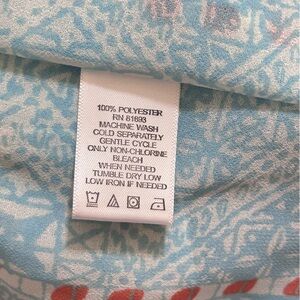 100% POLYESTER
RN 81693
MACHINE WASH
COLD SEPARATELY
GENTLE CYCLE
ONLY NON-CHLORINE
BLEACH
WHEN NEEDED
TUMBLE DRY LOW
LOW IRON IF NEEDED